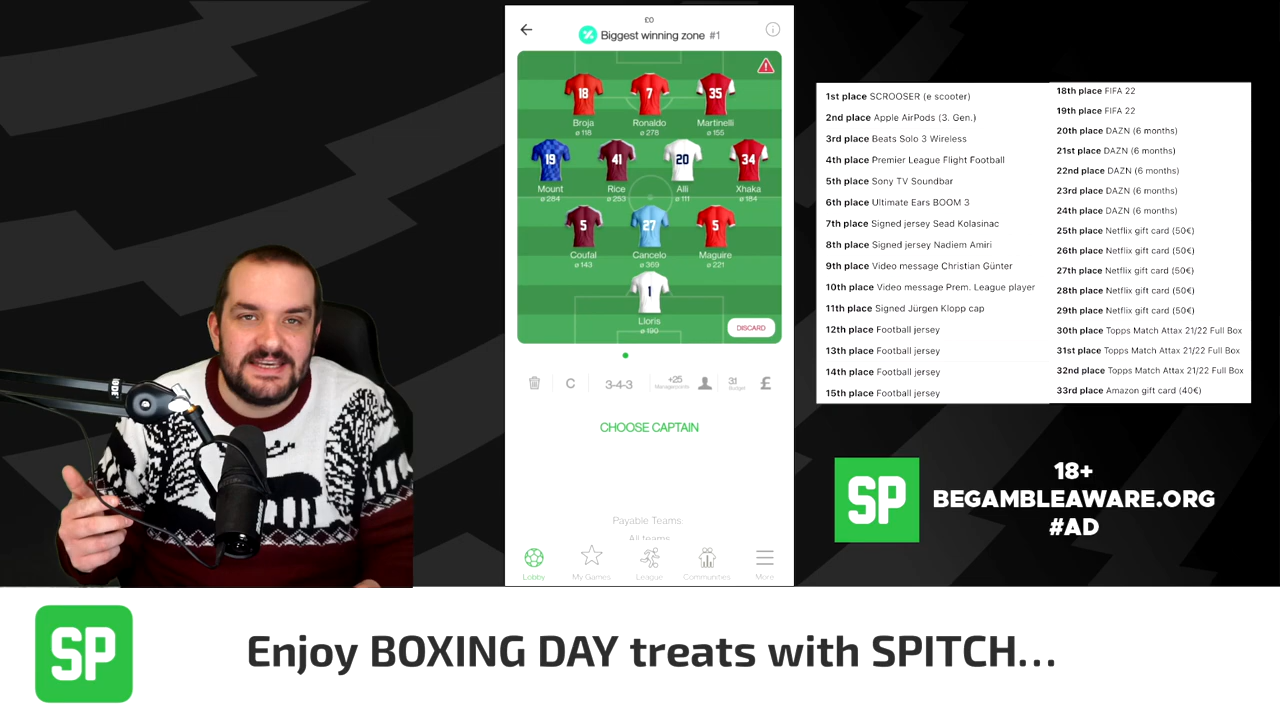 £0
Biggest winning zone #1
18
7
35
Broja
Ronaldo
Martinelli
ø 118
ø 278
ø 155
19
41
20
34
Mount
Rice
Alli
Xhaka
ø 284
ø 253
ø 111
ø 184
5
27
5
Coufal
Cancelo
Maguire
ø 143
ø 369
ø 221
1
Lloris
ø 190
DISCARD
C
3-4-3
+25
Managerpoints
31
Budget
£
CHOOSE CAPTAIN
Payable Teams
All teams
Lobby
My Games
League
Communities
More
1st place SCROOSER (e scooter)
2nd place Apple AirPods (3. Gen.)
3rd place Beats Solo 3 Wireless
4th place Premier League Flight Football
5th place Sony TV Soundbar
6th place Ultimate Ears BOOM 3
7th place Signed jersey Sead Kolasinac
8th place Signed jersey Nadiem Amiri
9th place Video message Christian Günter
10th place Video message Prem. League player
11th place Signed Jürgen Klopp cap
12th place Football jersey
13th place Football jersey
14th place Football jersey
15th place Football jersey
18th place FIFA 22
19th place FIFA 22
20th place DAZN (6 months)
21st place DAZN (6 months)
22nd place DAZN (6 months)
23rd place DAZN (6 months)
24th place DAZN (6 months)
25th place Netflix gift card (50€)
26th place Netflix gift card (50€)
27th place Netflix gift card (50€)
28th place Netflix gift card (50€)
29th place Netflix gift card (50€)
30th place Topps Match Attax 21/22 Full Box
31st place Topps Match Attax 21/22 Full Box
32nd place Topps Match Attax 21/22 Full Box
33rd place Amazon gift card (40€)
SP
18+
BEGAMBLEAWARE.ORG
#AD
SP
Enjoy BOXING DAY treats with SPITCH...